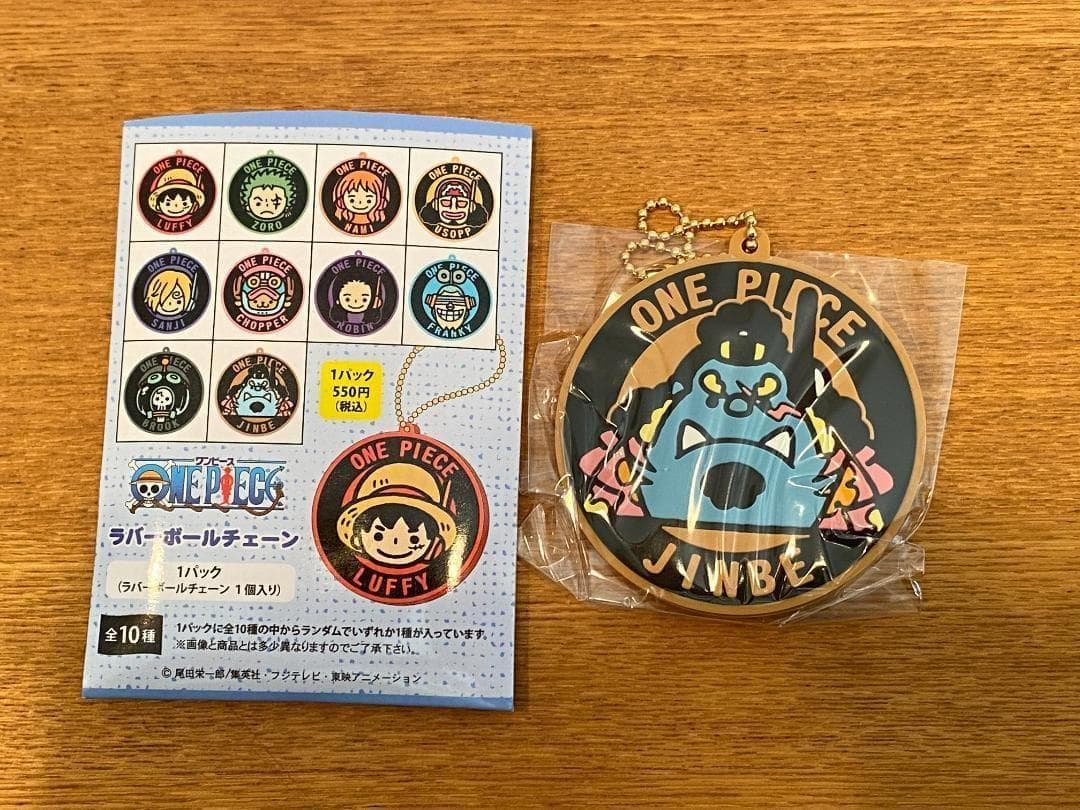 ONE PIECE
LUFFY
ONE PIECE
ZORO
ONE PIECE
NAMI
ONE PIECE
USOPP
ONE PIECE
SANJI
ONE PIECE
CHOPPER
ONE PIECE
ROBIN
ONE PIECE
FRANKY
ONE PIECE
BROOK
ONE PIECE
JINBE
1パック
550円
(税込)
ワンピース
ONE PIECE
ラバーボールチェーン
1パック
(ラバーボールチェーン 1個入り)
全10種
1パックに全10種の中からランダムでいずれか1種が入っています。
※画像と商品とは多少異なりますのでご了承下さい。
©尾田栄一郎/集英社・フジテレビ・東映アニメーション
ONE PIECE
LUFFY
ONE PIECE
JINBE